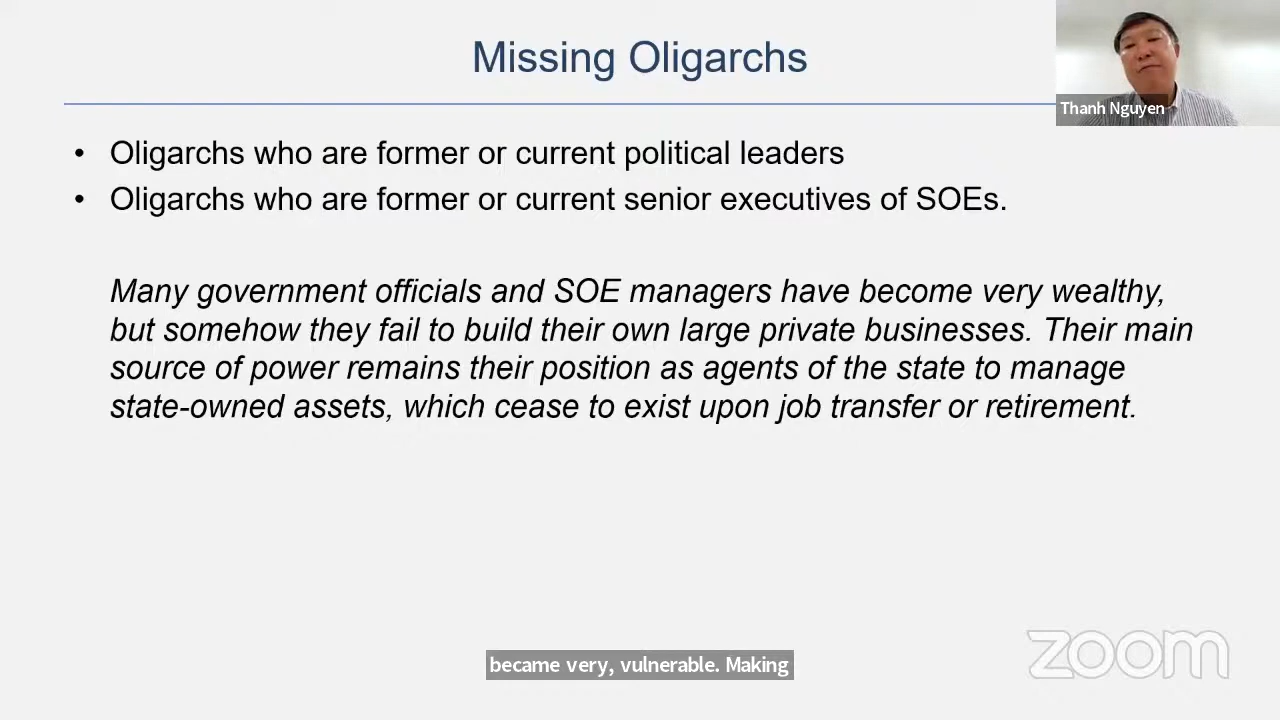 Missing Oligarchs
Thanh Nguyen
• Oligarchs who are former or current political leaders
• Oligarchs who are former or current senior executives of SOEs.
Many government officials and SOE managers have become very wealthy,
but somehow they fail to build their own large private businesses. Their main
source of power remains their position as agents of the state to manage
state-owned assets, which cease to exist upon job transfer or retirement.
zoom
became very, vulnerable. Making